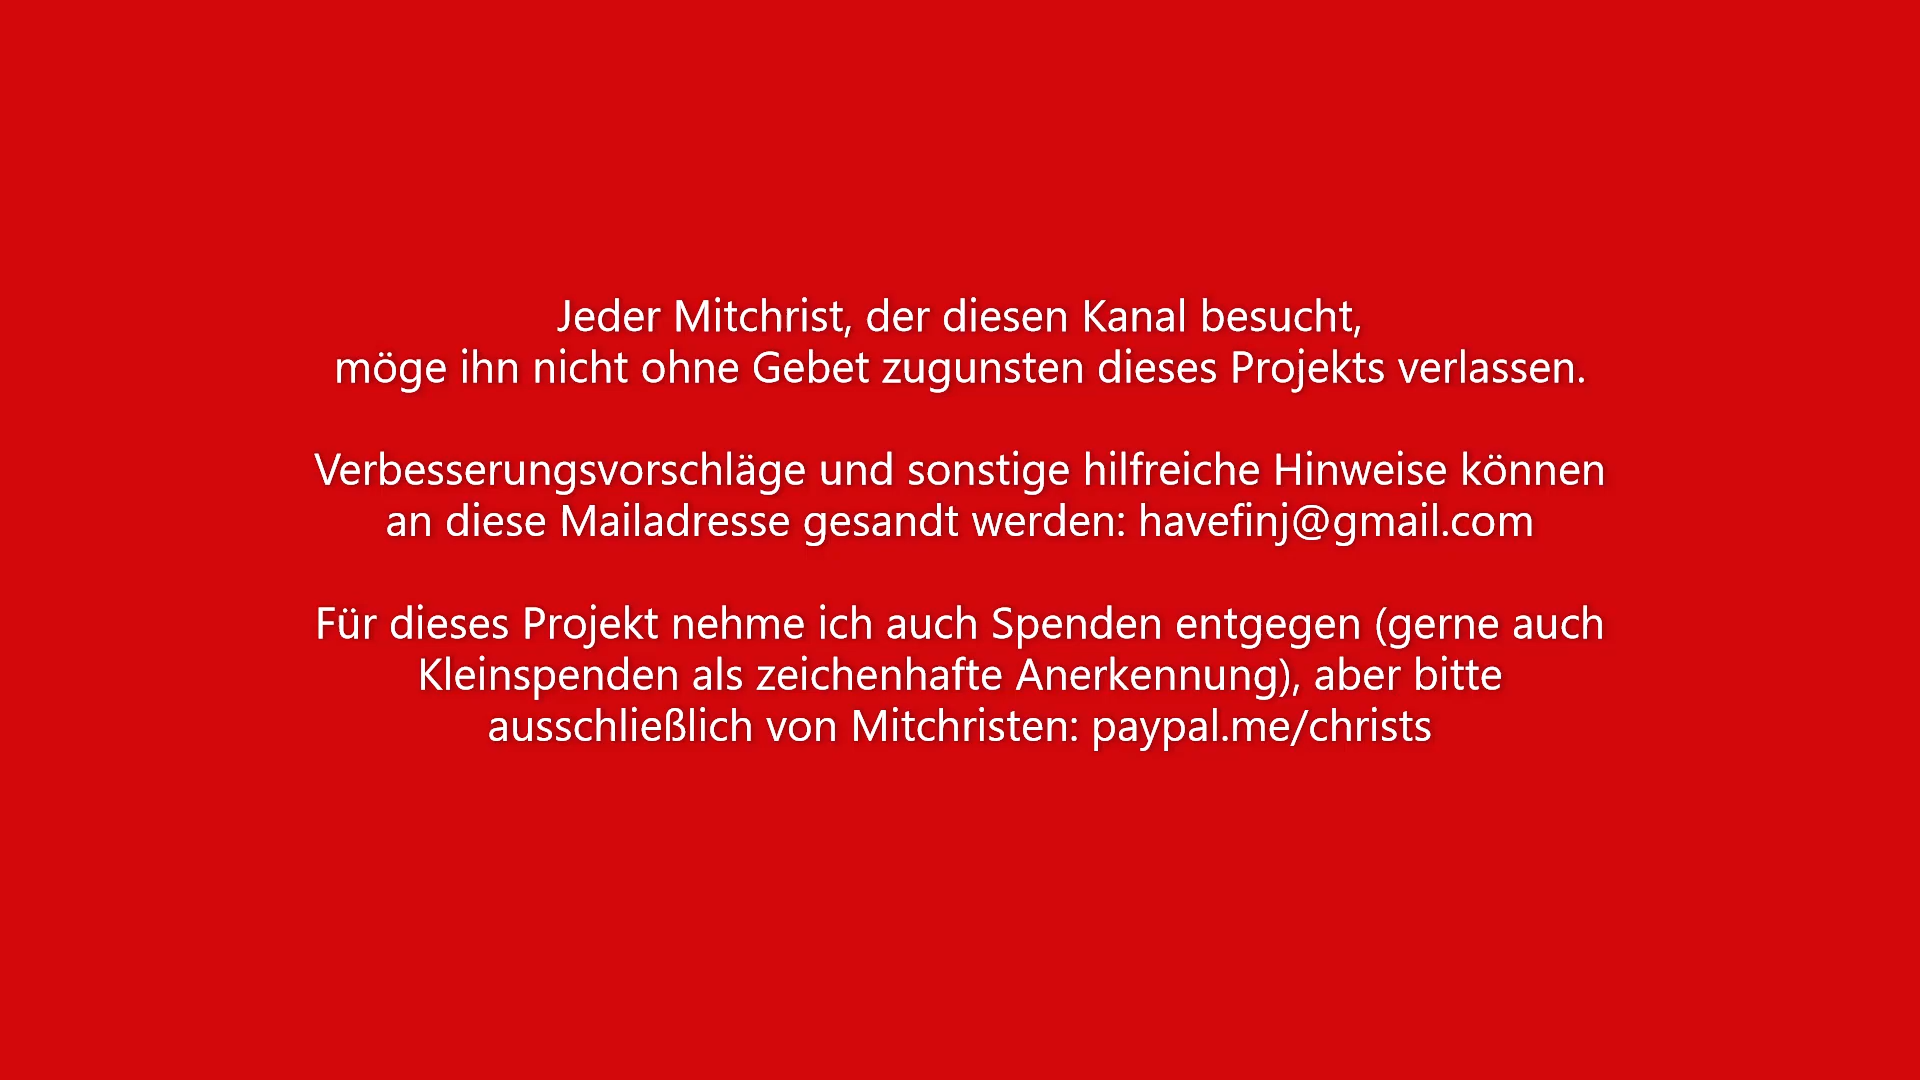 Jeder Mitchrist, der diesen Kanal besucht,
möge ihn nicht ohne Gebet zugunsten dieses Projekts verlassen.
Verbesserungsvorschläge und sonstige hilfreiche Hinweise können
an diese Mailadresse gesandt werden: havefinj@gmail.com
Für dieses Projekt nehme ich auch Spenden entgegen (gerne auch
Kleinspenden als zeichenhafte Anerkennung), aber bitte
ausschließlich von Mitchristen: paypal.me/christs